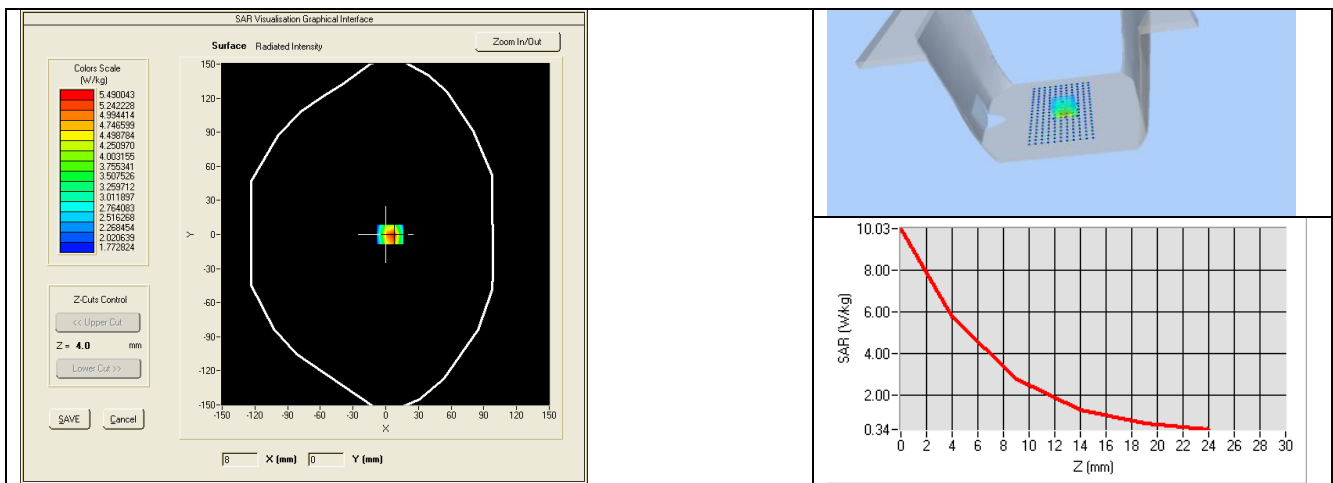 SAR Visualisation Graphical Interface
Surface Radiated Intensity
Zoom In/Out
Colors Scale
(W/kg)
5.490043
5.242228
4.994414
4.746599
4.498784
4.250970
4.003155
3.755341
3.507526
3.259712
3.011897
2.764083
2.516268
2.268454
2.020639
1.772824
Z-Cuts Control
<< Upper Cut
Z = 4.0 mm
Lower Cut >>
SAVE Cancel
150
120
90
60
30
0
-30
-60
-90
-120
-150
Y
-150 -120 -90 -60 -30 0 30 60 90 120 150
X
8 X (mm) 0 Y (mm)
10.03
8.00
6.00
4.00
2.00
0.34
SAR (W/kg)
0 2 4 6 8 10 12 14 16 18 20 22 24 26 28 30
Z (mm)